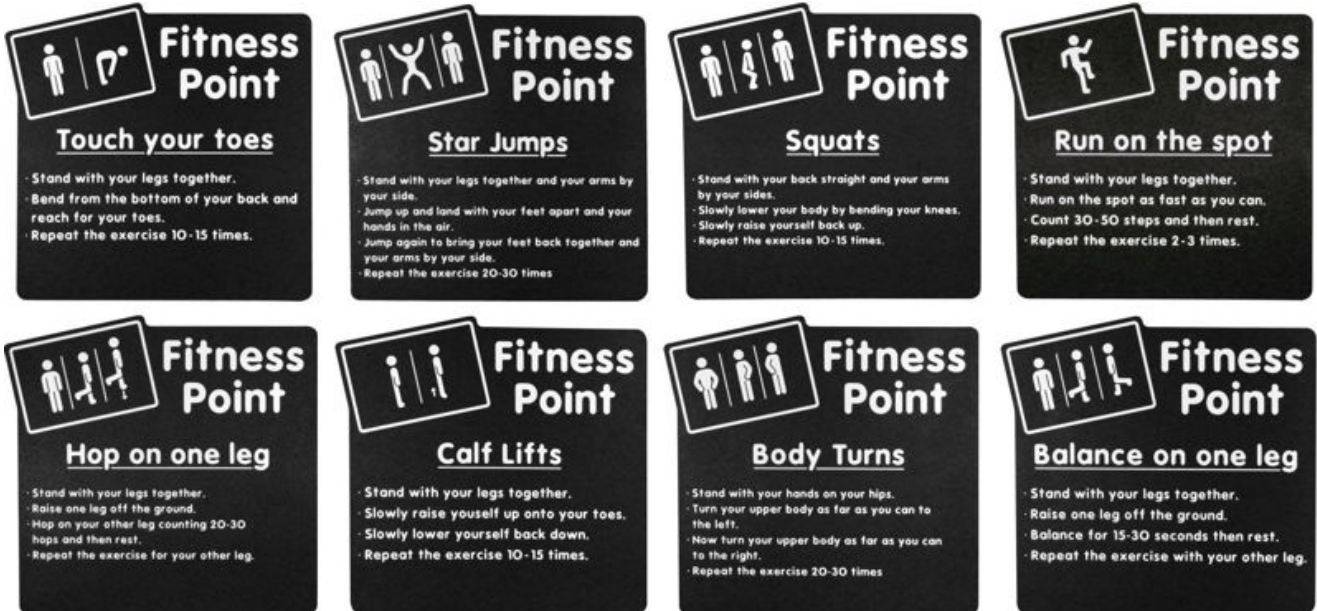 Fitness
Point
Touch your toes
· Stand with your legs together.
· Bend from the bottom of your back and
reach for your toes.
· Repeat the exercise 10-15 times.
Fitness
Point
Star Jumps
· Stand with your legs together and your arms by
your side.
· Jump up and land with your feet apart and your
hands in the air.
· Jump again to bring your feet back together and
your arms by your side.
· Repeat the exercise 20-30 times
Fitness
Point
Squats
· Stand with your back straight and your arms
by your sides.
· Slowly lower your body by bending your knees.
· Slowly raise yourself back up.
· Repeat the exercise 10-15 times.
Fitness
Point
Run on the spot
· Stand with your legs together.
· Run on the spot as fast as you can.
· Count 30-50 steps and then rest.
· Repeat the exercise 2-3 times.
Fitness
Point
Hop on one leg
· Stand with your legs together.
· Raise one leg off the ground.
· Hop on your other leg counting 20-30
hops and then rest.
· Repeat the exercise for your other leg.
Fitness
Point
Calf Lifts
· Stand with your legs together.
· Slowly raise youself up onto your toes.
· Slowly lower yourself back down.
· Repeat the exercise 10-15 times.
Fitness
Point
Body Turns
· Stand with your hands on your hips.
· Turn your upper body as far as you can to
the left.
· Now turn your upper body as far as you can
to the right.
· Repeat the exercise 20-30 times
Fitness
Point
Balance on one leg
· Stand with your legs together.
· Raise one leg off the ground.
· Balance for 15-30 seconds then rest.
· Repeat the exercise with your other leg.